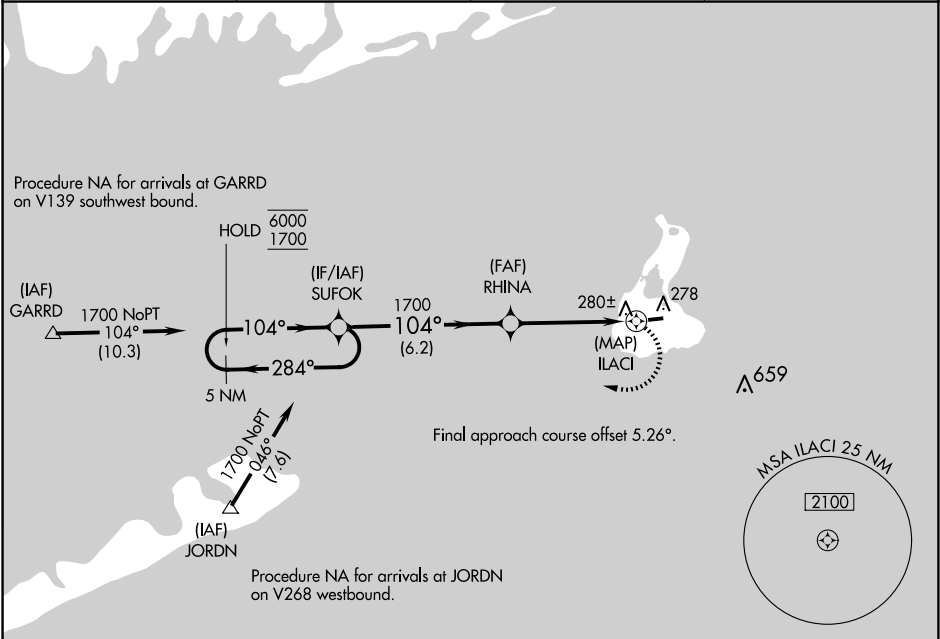 Procedure NA for arrivals at GARRD
on V139 southwest bound.
HOLD 6000
1700
(IF/IAF)
SUFOK
(FAF)
RHINA
(IAF)
GARRD
1700 NoPT
104°
(10.3)
104°
1700
104°
(6.2)
280±
278
(MAP)
ILACI
284°
5 NM
659
1700 NoPT
046°
(7.6)
Final approach course offset 5.26°.
(IAF)
JORDN
MSA ILACI 25 NM
2100
Procedure NA for arrivals at JORDN
on V268 westbound.